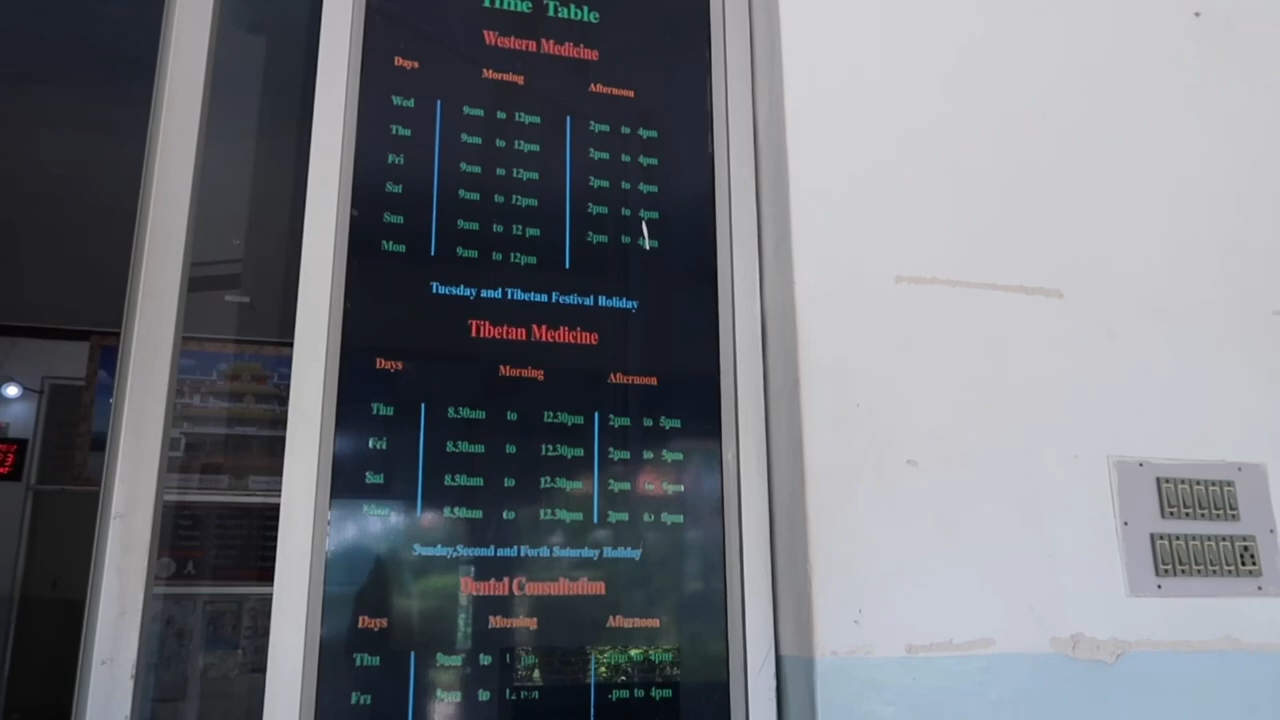 Time Table
Western Medicine
Days Morning Afternoon
Wed 9am to 12pm 2pm to 4pm
Thu 9am to 12pm 2pm to 4pm
Fri 9am to 12pm 2pm to 4pm
Sat 9am to 12pm 2pm to 4pm
Sun 9am to 12 pm 2pm to 4pm
Mon 9am to 12pm
Tuesday and Tibetan Festival Holiday
Tibetan Medicine
Days Morning Afternoon
Thu 8.30am to 12.30pm 2pm to 5pm
Fri 8.30am to 12.30pm 2pm to 5pm
Sat 8.30am to 12.30pm 2pm to
8.30am to 12.30pm 2pm to
Sunday,Second and Forth Saturday Holiday
Dental Consultation
Days Morning Afternoon
Thu 9am to to 4pm
Fri to pm to 4pm